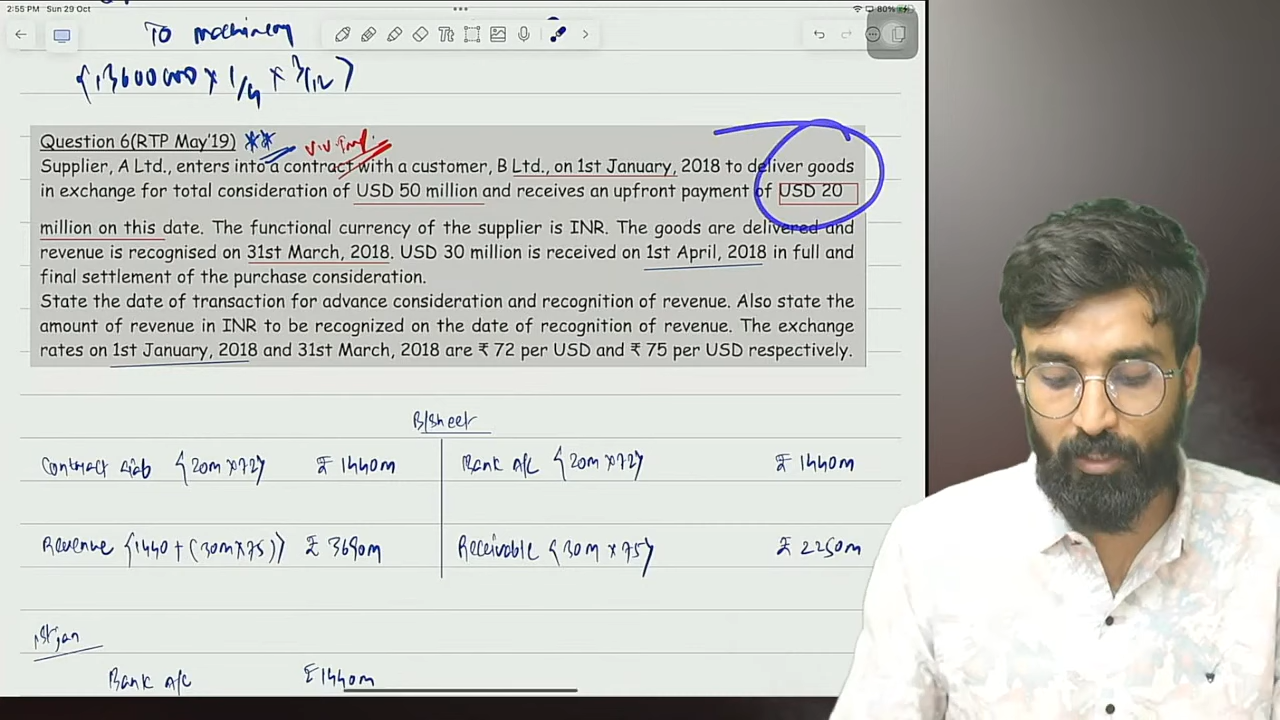 2:55 PM Sun 29 Oct
80%
To machinery
{13600000 x 1/4 x 3/12}
Question 6(RTP May'19) ** v.v.Imp.
Supplier, A Ltd., enters into a contract with a customer, B Ltd., on 1st January, 2018 to deliver goods
in exchange for total consideration of USD 50 million and receives an upfront payment of USD 20
million on this date. The functional currency of the supplier is INR. The goods are delivered and
revenue is recognised on 31st March, 2018. USD 30 million is received on 1st April, 2018 in full and
final settlement of the purchase consideration.
State the date of transaction for advance consideration and recognition of revenue. Also state the
amount of revenue in INR to be recognized on the date of recognition of revenue. The exchange
rates on 1st January, 2018 and 31st March, 2018 are ₹ 72 per USD and ₹ 75 per USD respectively.
B/Sheet
Contract Liab {20m x 72} ₹ 1440m Bank A/c {20m x 72} ₹ 1440m
Revenue {1440 + (30m x 75)} ₹ 3690m Receivable {30m x 75} ₹ 2250m
1st jan
Bank A/c ₹ 1440m